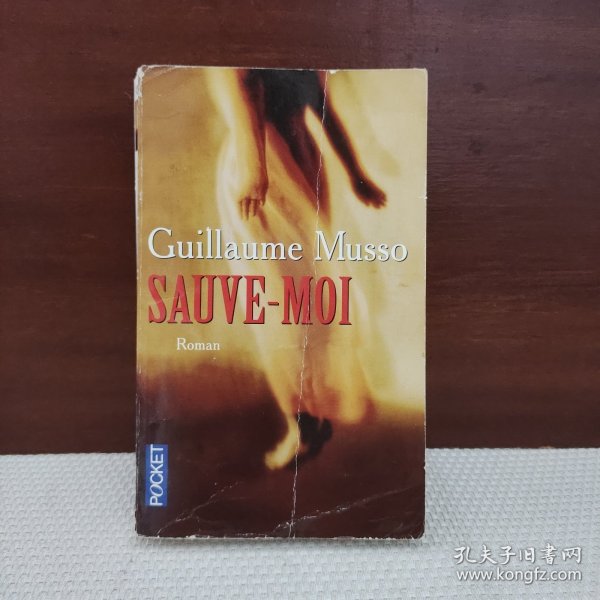 Guillaume Musso
SAUVE-MOI
Roman
POCKET
孔夫子旧书网
www.kongfz.com